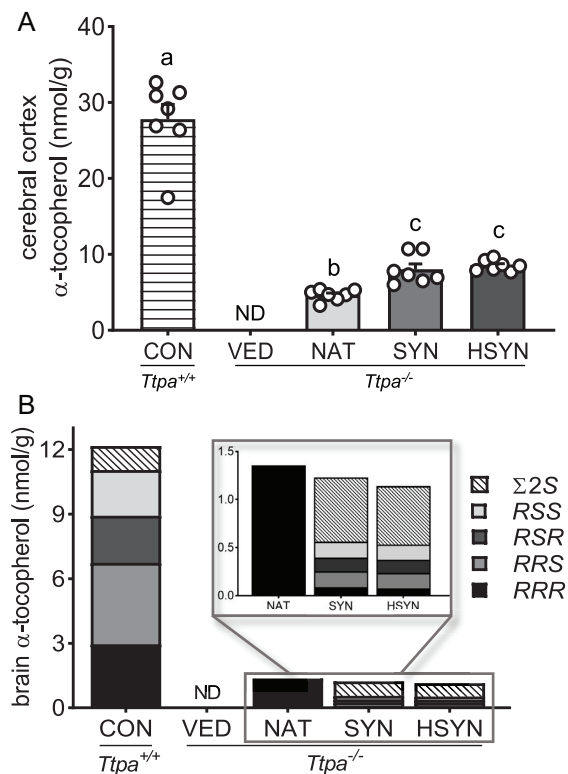 A
cerebral cortex
α-tocopherol (nmol/g)
40
30
20
10
0
a
ND
b
c
c
CON VED NAT SYN HSYN
Ttpa+/+ Ttpa-/-
B
brain α-tocopherol (nmol/g)
12
9
6
3
0
1.5
1.0
0.5
0.0
NAT SYN HSYN
Σ2S
RSS
RSR
RRS
RRR
ND
CON VED NAT SYN HSYN
Ttpa+/+ Ttpa-/-